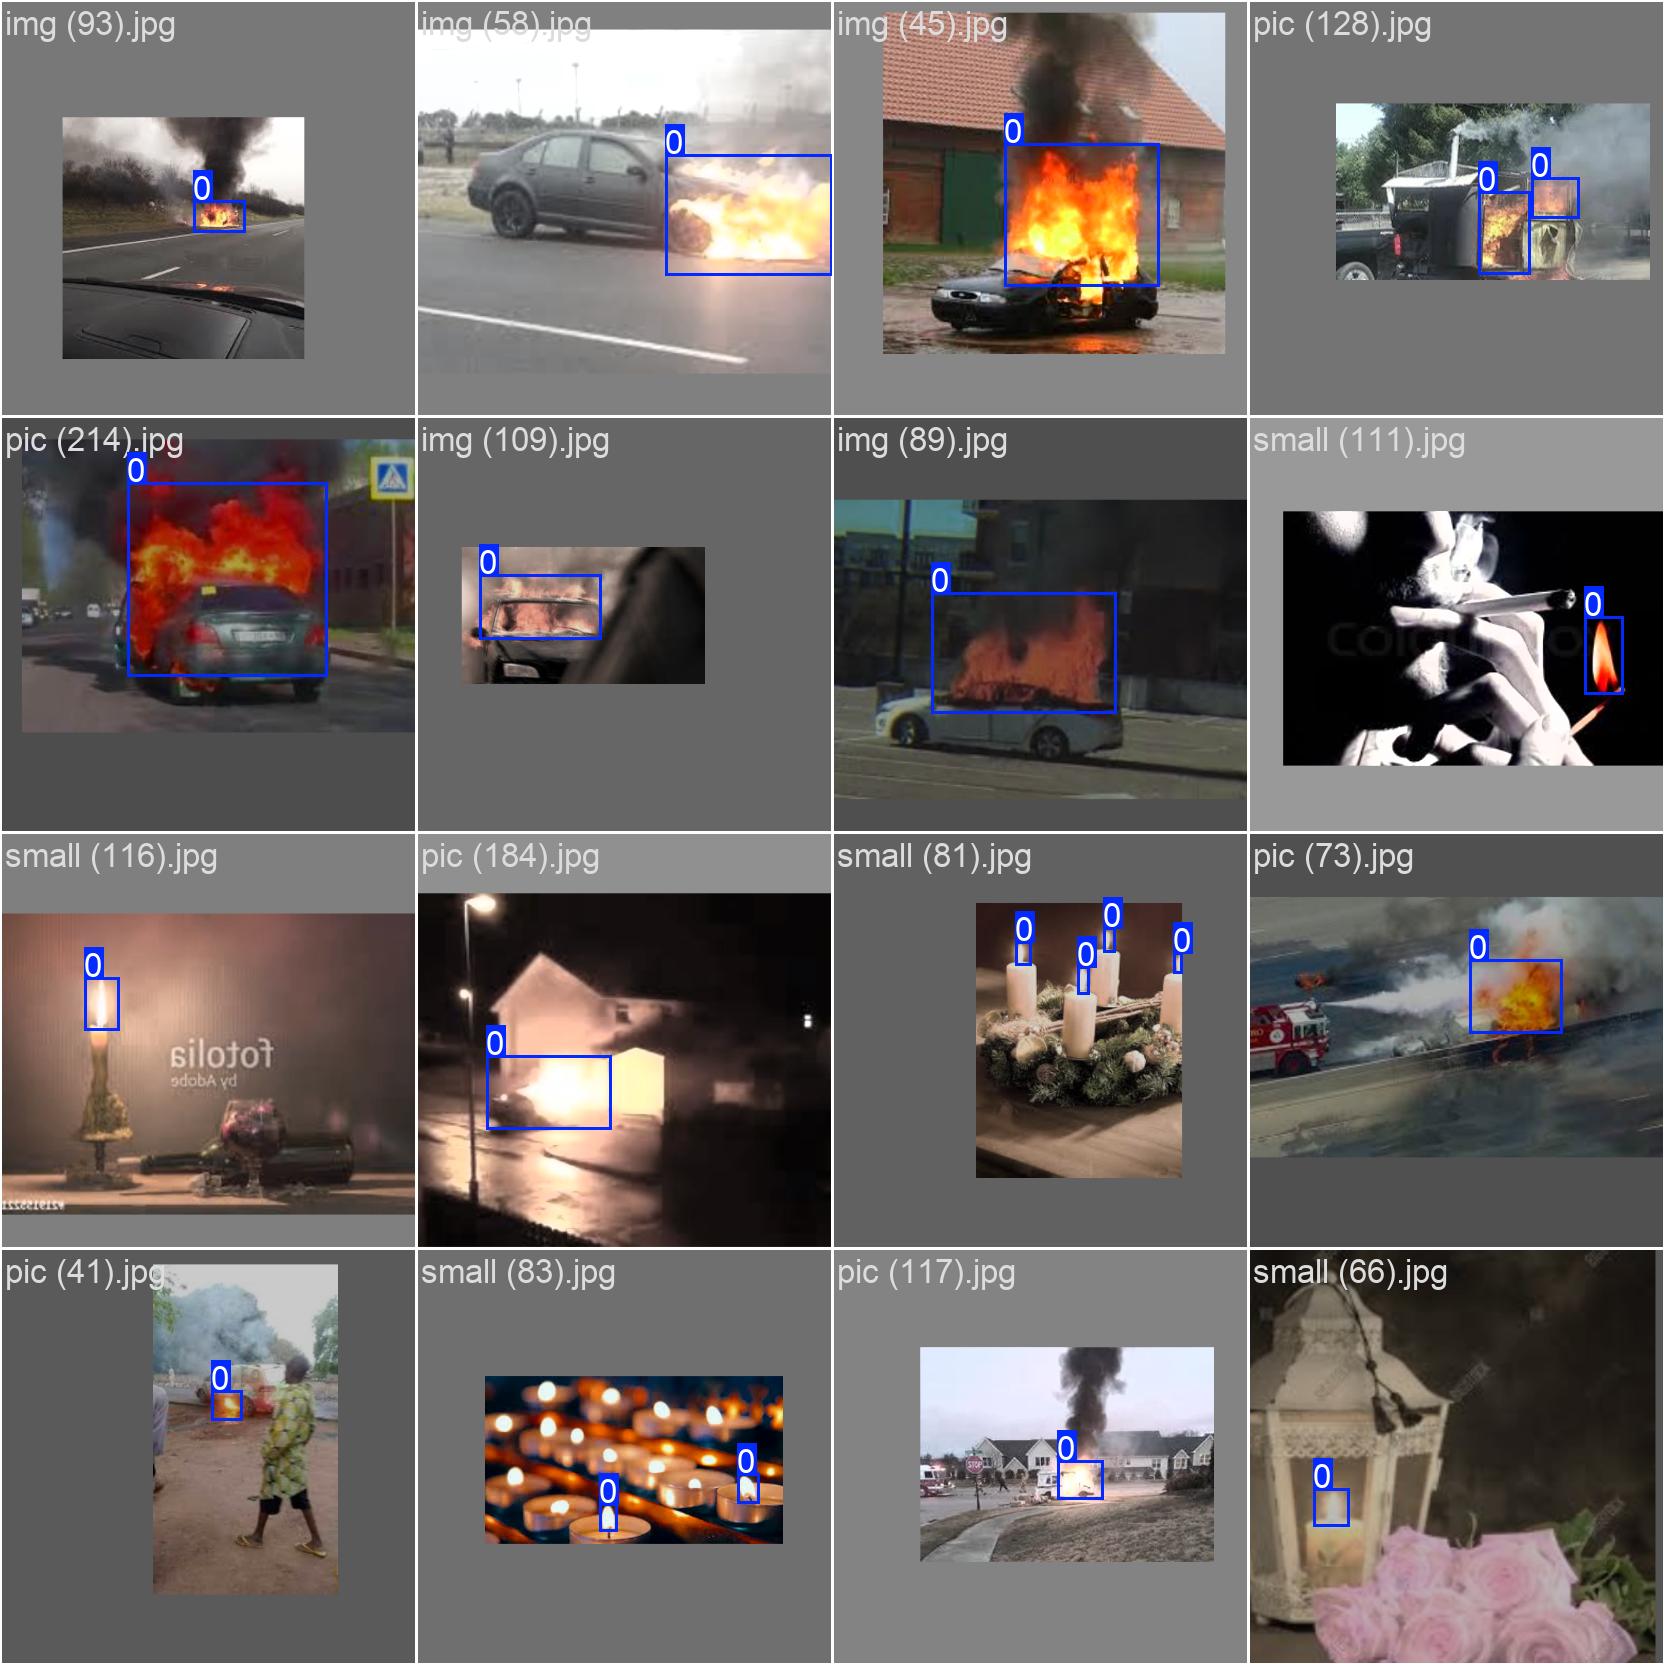 img (93).jpg
img (58).jpg
img (45).jpg
pic (128).jpg
0
0
0
0
0
pic (214).jpg
img (109).jpg
img (89).jpg
small (111).jpg
0
0
0
0
small (116).jpg
pic (184).jpg
small (81).jpg
pic (73).jpg
0
0
0
0
0
0
0
fotolia
by Adobe
pic (41).jpg
small (83).jpg
pic (117).jpg
small (66).jpg
0
0
0
0
0
STOP